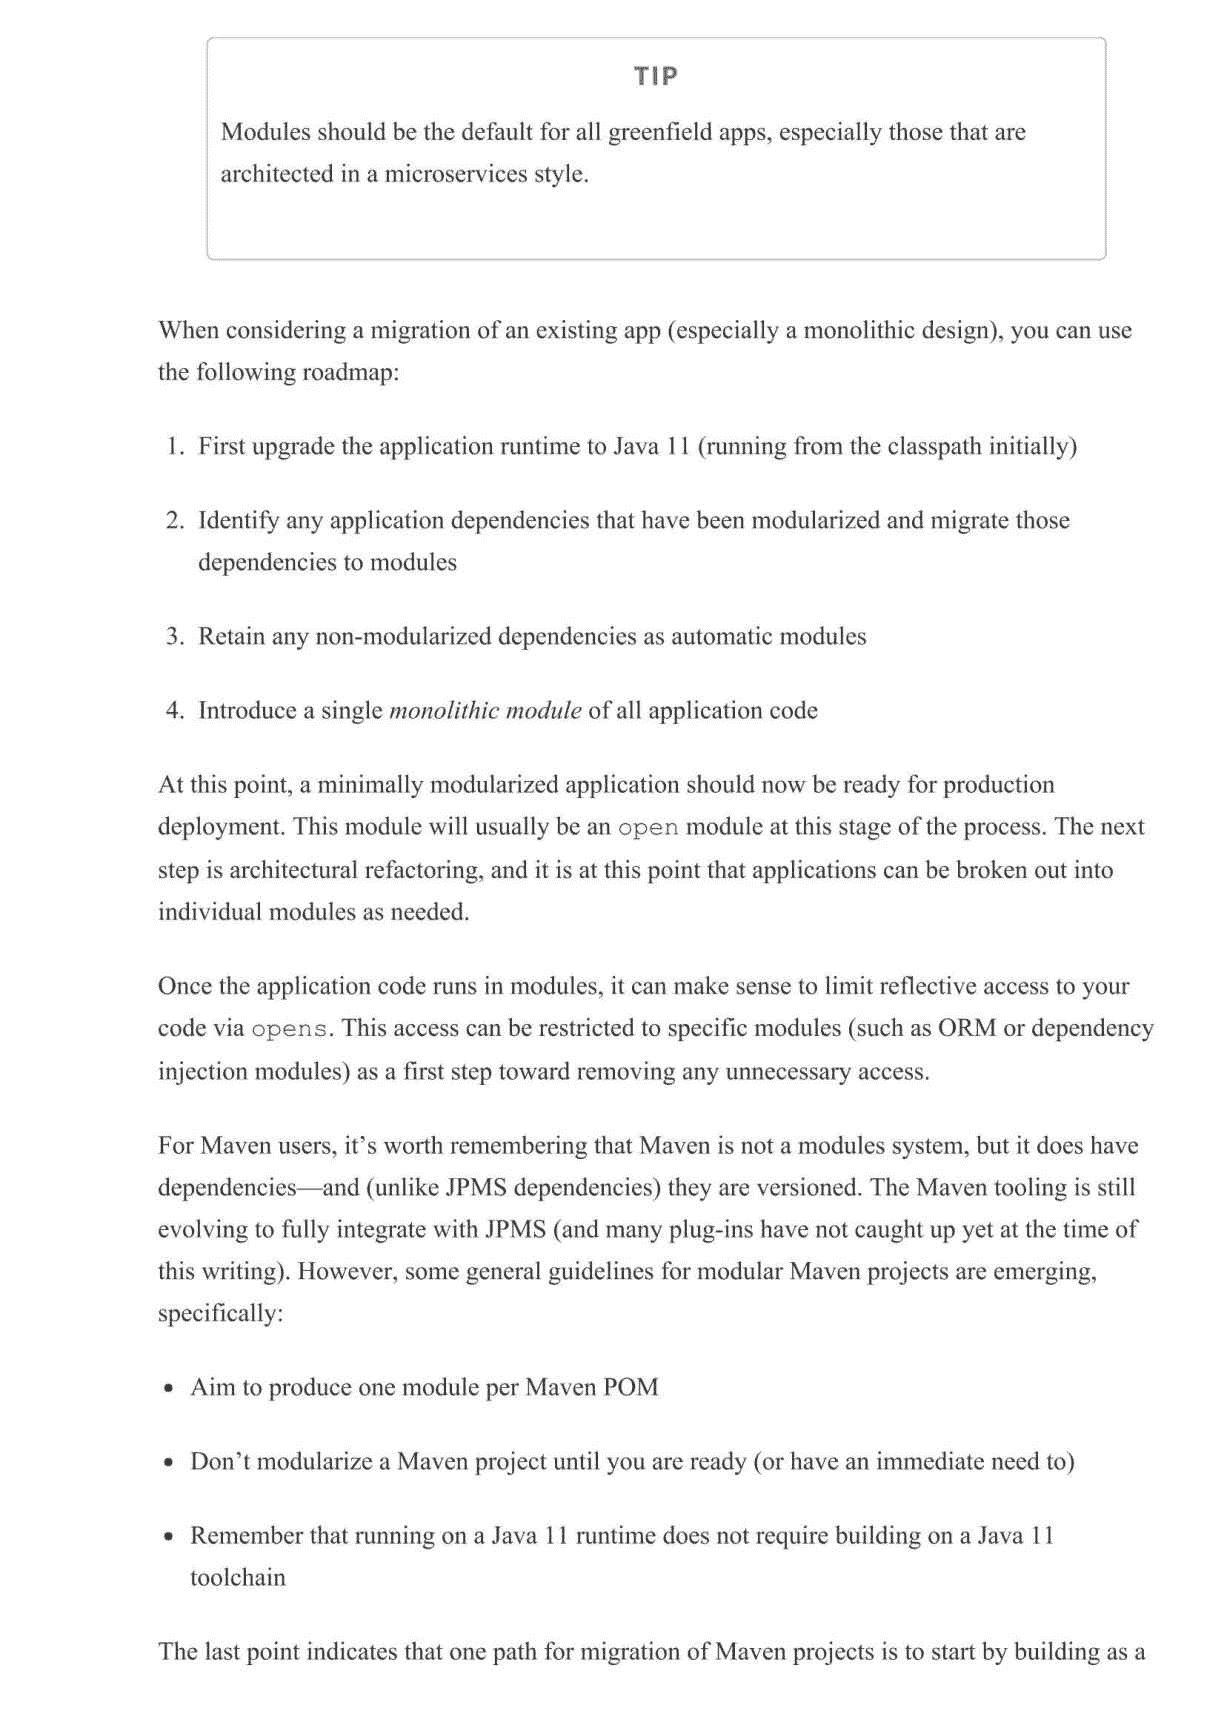 TIP
Modules should be the default for all greenfield apps, especially those that are
architected in a microservices style.
When considering a migration of an existing app (especially a monolithic design), you can use
the following roadmap:
1. First upgrade the application runtime to Java 11 (running from the classpath initially)
2. Identify any application dependencies that have been modularized and migrate those
dependencies to modules
3. Retain any non-modularized dependencies as automatic modules
4. Introduce a single monolithic module of all application code
At this point, a minimally modularized application should now be ready for production
deployment. This module will usually be an open module at this stage of the process. The next
step is architectural refactoring, and it is at this point that applications can be broken out into
individual modules as needed.
Once the application code runs in modules, it can make sense to limit reflective access to your
code via opens. This access can be restricted to specific modules (such as ORM or dependency
injection modules) as a first step toward removing any unnecessary access.
For Maven users, it’s worth remembering that Maven is not a modules system, but it does have
dependencies—and (unlike JPMS dependencies) they are versioned. The Maven tooling is still
evolving to fully integrate with JPMS (and many plug-ins have not caught up yet at the time of
this writing). However, some general guidelines for modular Maven projects are emerging,
specifically:
• Aim to produce one module per Maven POM
• Don’t modularize a Maven project until you are ready (or have an immediate need to)
• Remember that running on a Java 11 runtime does not require building on a Java 11
toolchain
The last point indicates that one path for migration of Maven projects is to start by building as a